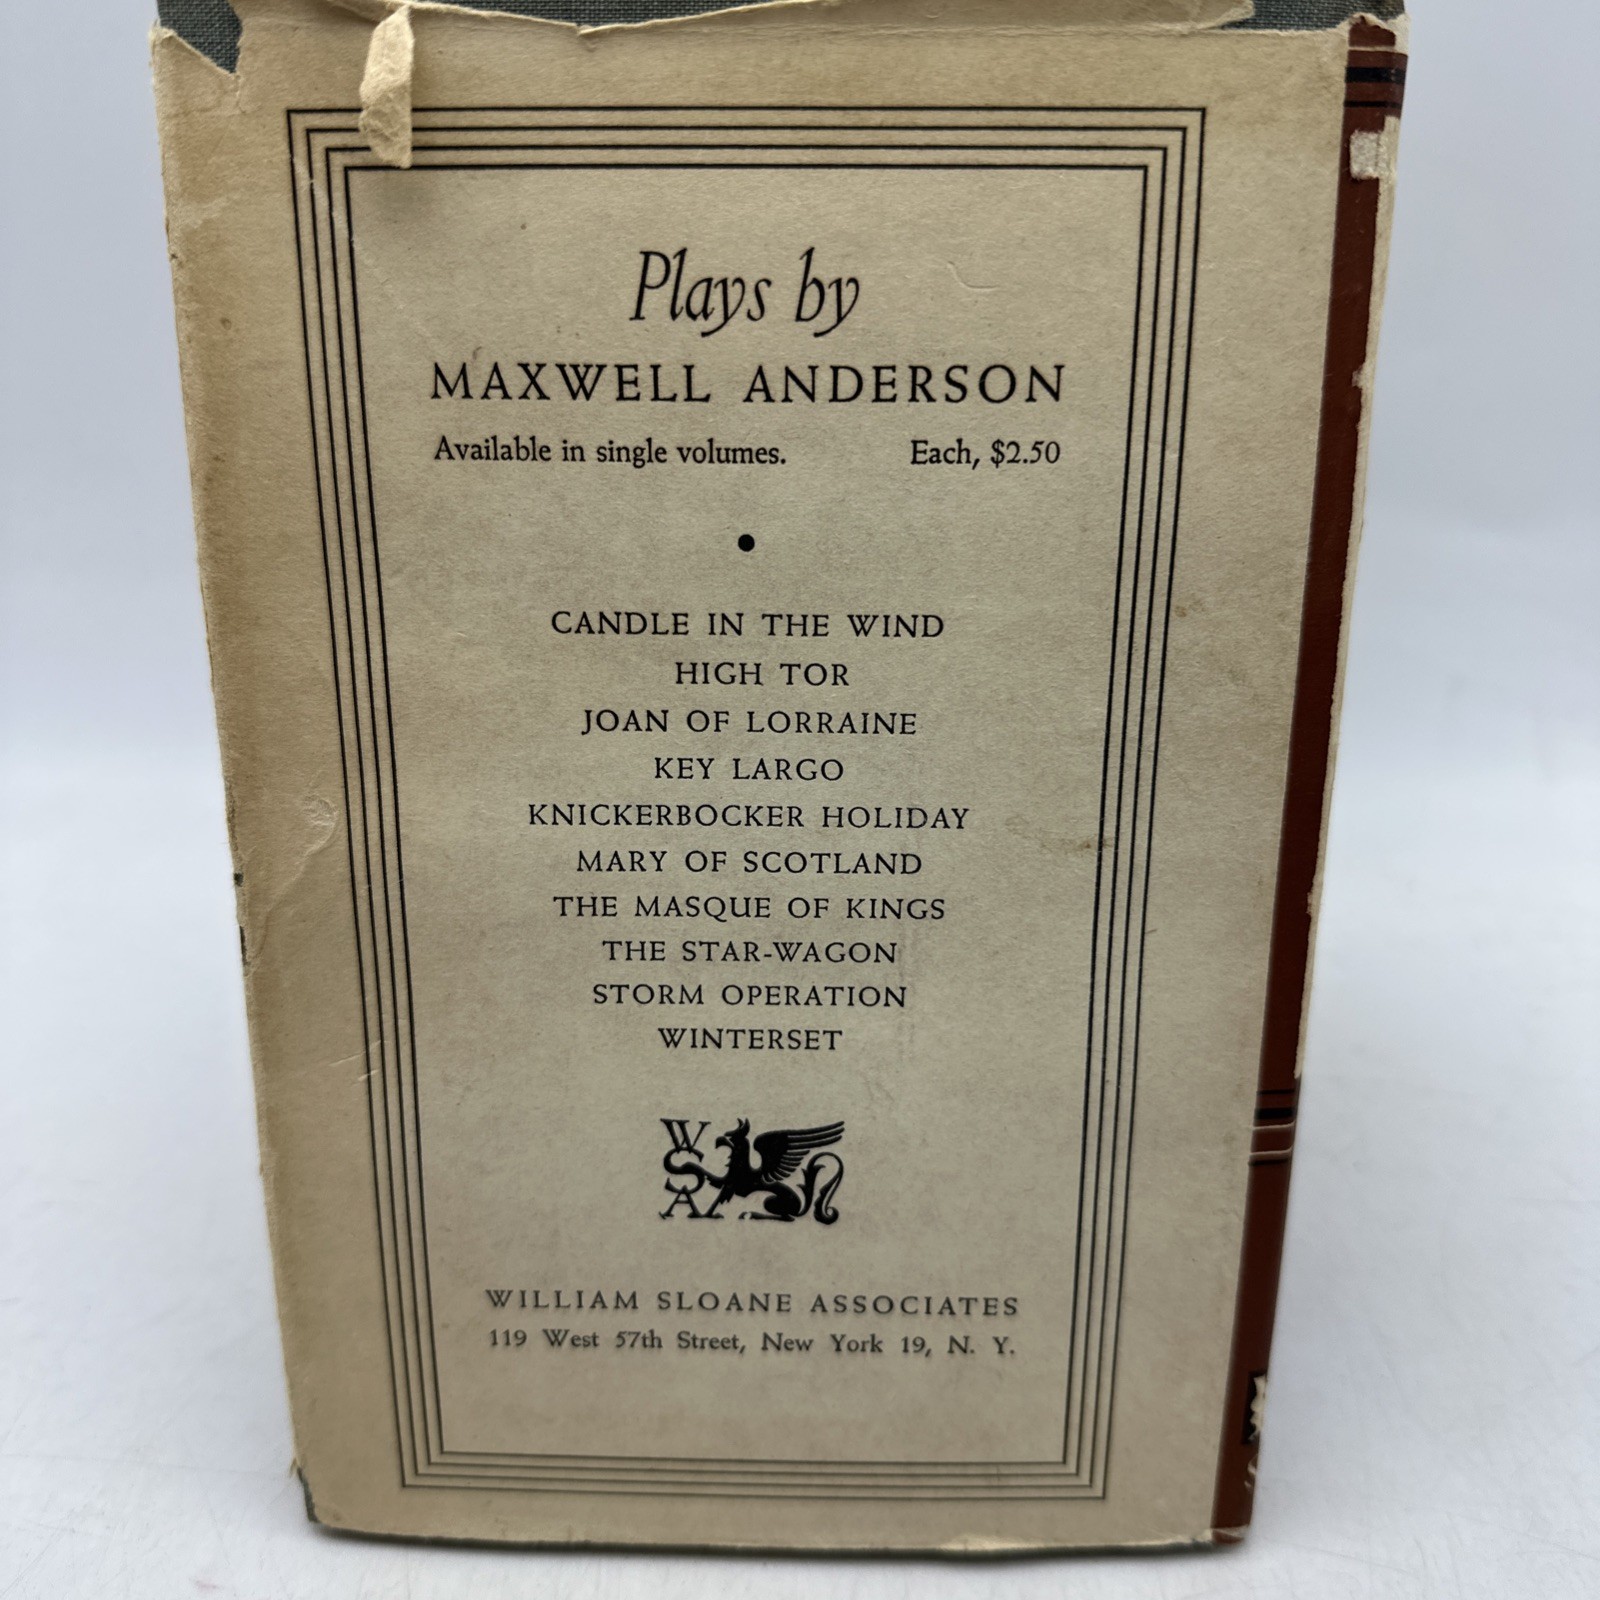 Plays by
MAXWELL ANDERSON
Available in single volumes. Each, $2.50
CANDLE IN THE WIND
HIGH TOR
JOAN OF LORRAINE
KEY LARGO
KNICKERBOCKER HOLIDAY
MARY OF SCOTLAND
THE MASQUE OF KINGS
THE STAR-WAGON
STORM OPERATION
WINTERSET
W
S
A
WILLIAM SLOANE ASSOCIATES
119 West 57th Street, New York 19, N. Y.